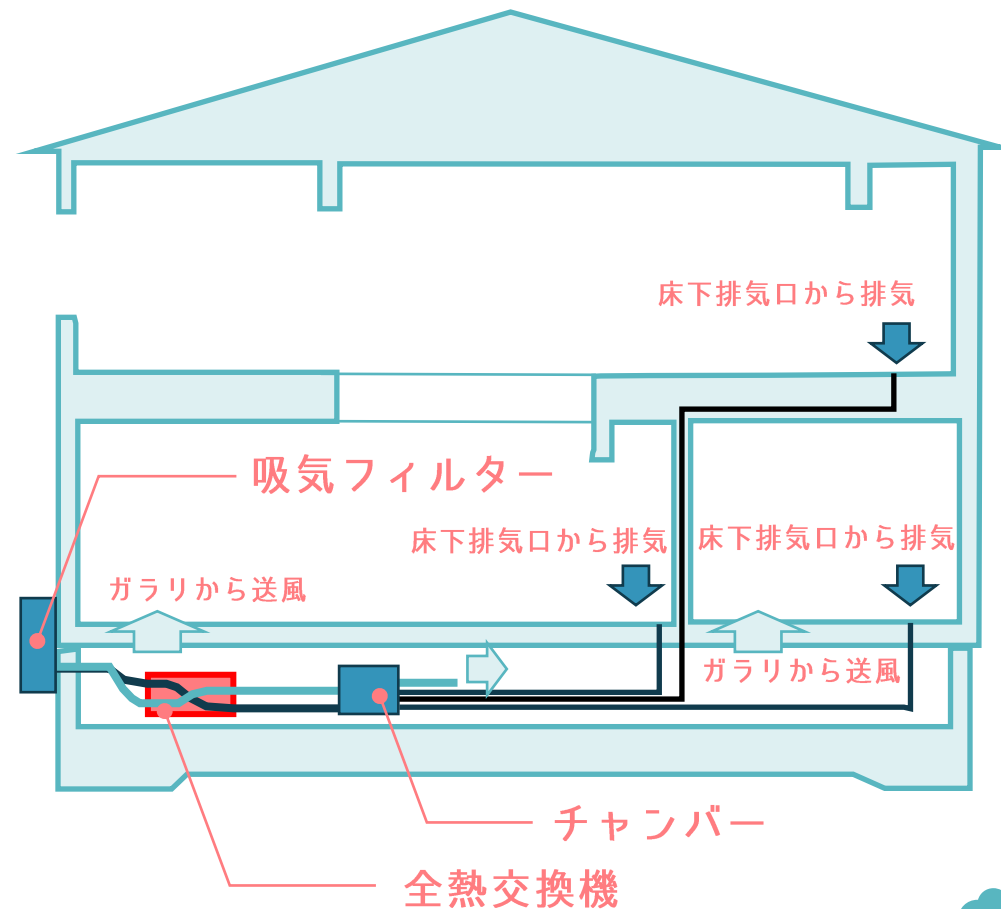 床下排気口から排気
吸気フィルター
床下排気口から排気
床下排気口から排気
ガラリから送風
ガラリから送風
チャンバー
全熱交換機